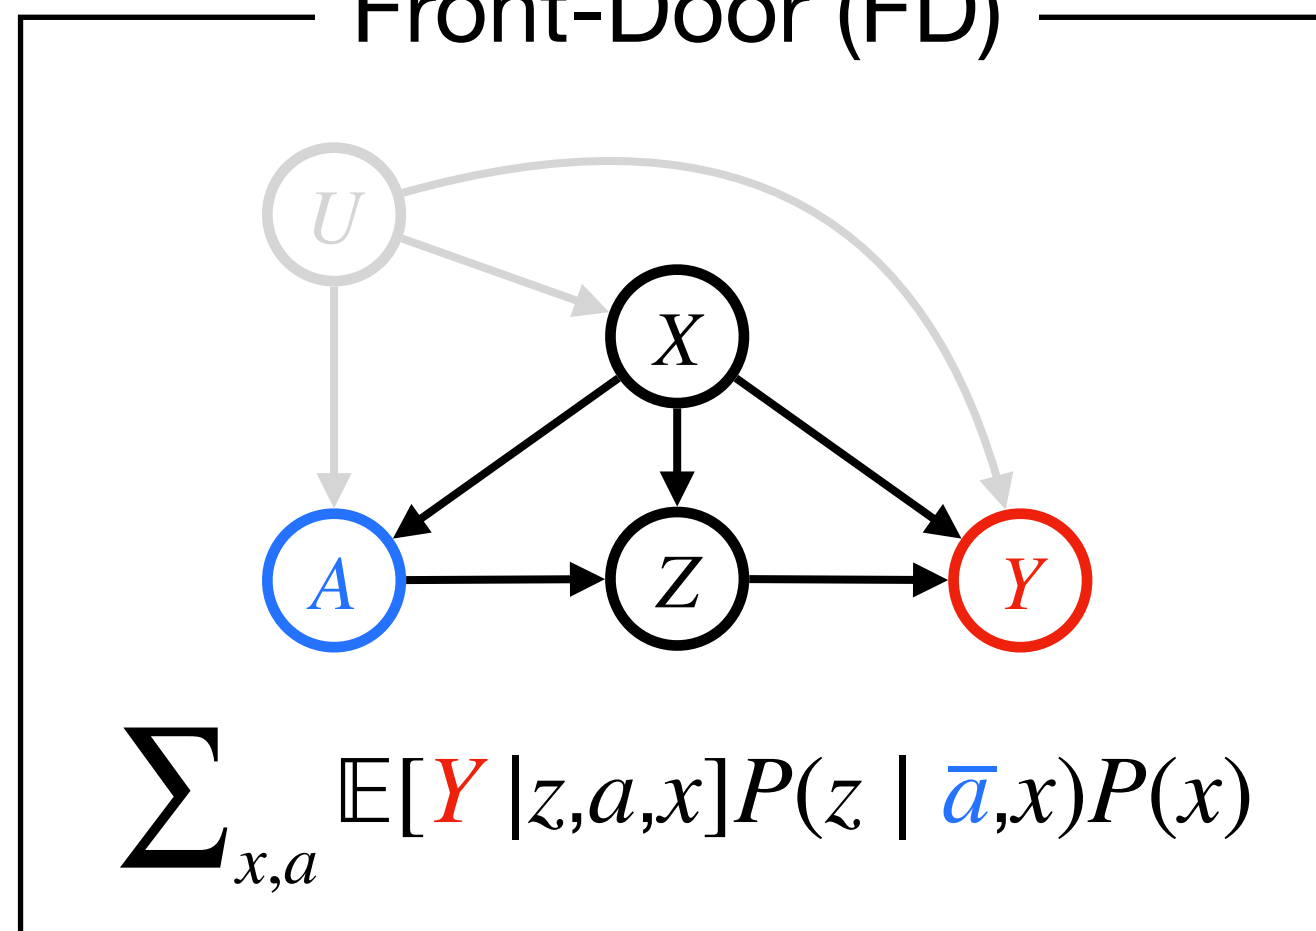 Front-Door (FD)
U
X
A
Z
Y
∑_{x,a} 𝔼[Y |z,a,x]P(z | a̅,x)P(x)